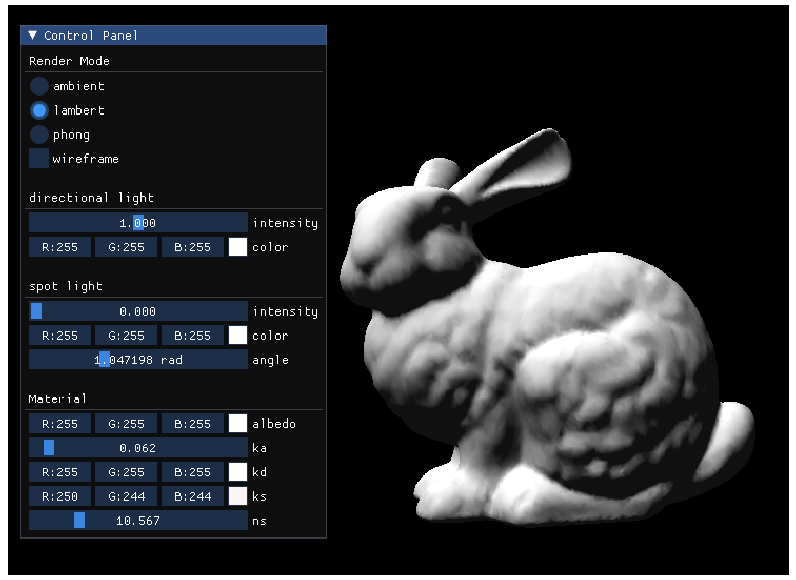 Control Panel
Render Mode
ambient
lambert
phong
wireframe
directional light
1.000 intensity
R:255 G:255 B:255 color
spot light
0.000 intensity
R:255 G:255 B:255 color
1.047198 rad angle
Material
R:255 G:255 B:255 albedo
0.062 ka
R:255 G:255 B:255 kd
R:250 G:244 B:244 ks
10.567 ns